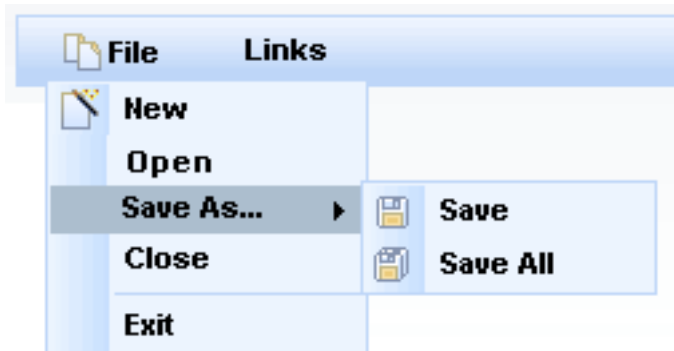 File Links
New
Open
Save As... Save
Close Save All
Exit